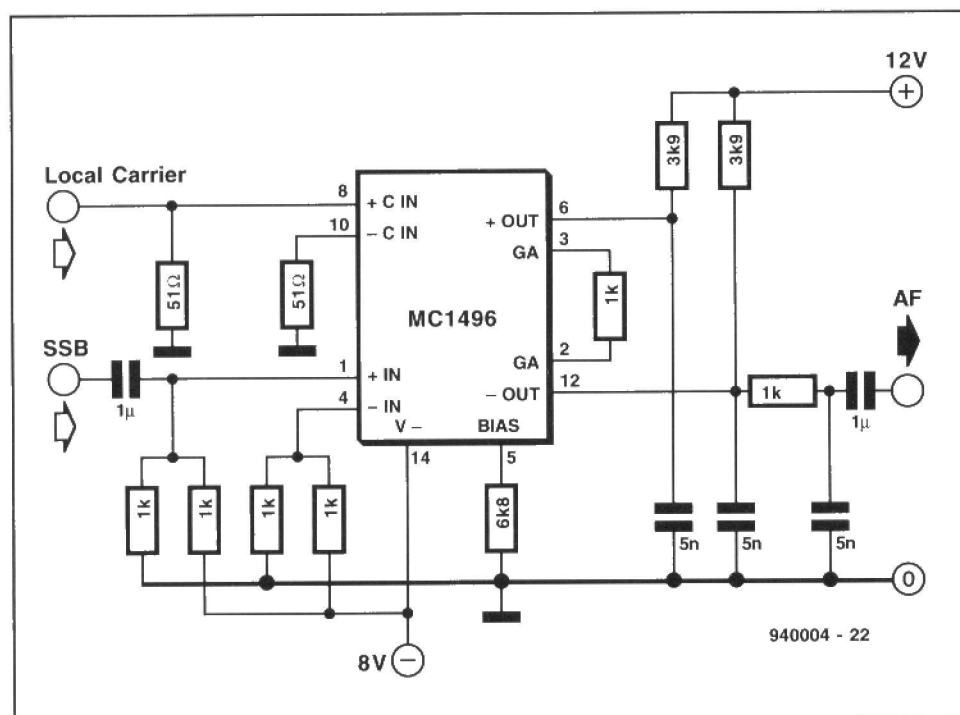 12V
+
3k9
3k9
Local Carrier
8
+ C IN
10
– C IN
6
+ OUT
3
GA
51Ω
51Ω
1k
MC1496
AF
SSB
GA
2
1
+ IN
12
– OUT
1k
1μ
1μ
4
– IN
V –
BIAS
14
5
1k
1k
1k
1k
6k8
5n
5n
5n
0
940004 - 22
8V
–